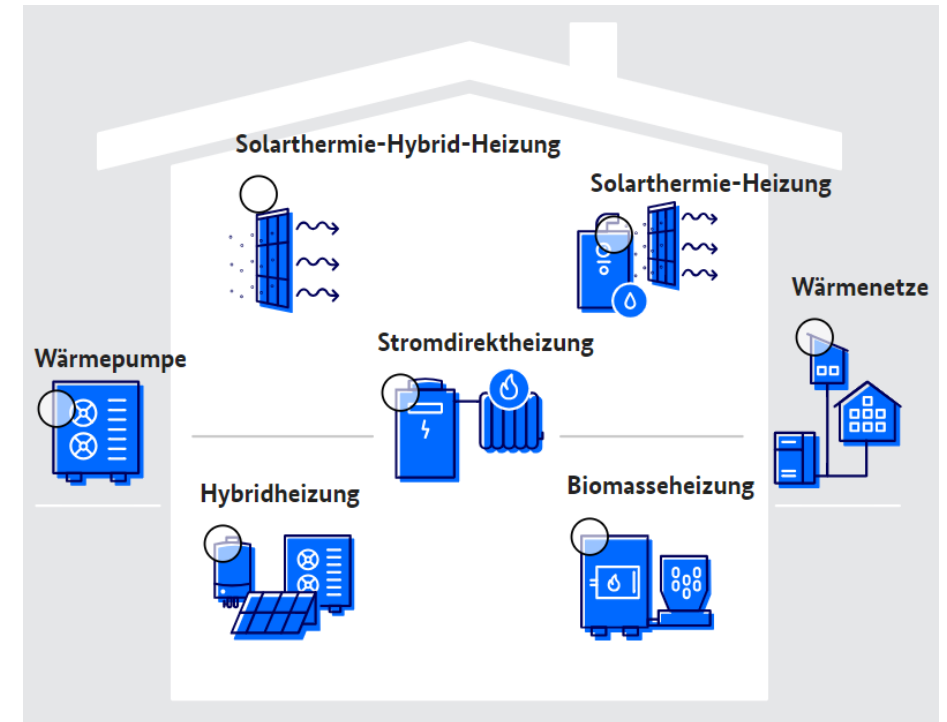 Solarthermie-Hybrid-Heizung
Solarthermie-Heizung
Wärmenetze
Stromdirektheizung
Wärmepumpe
Biomasseheizung
Hybridheizung